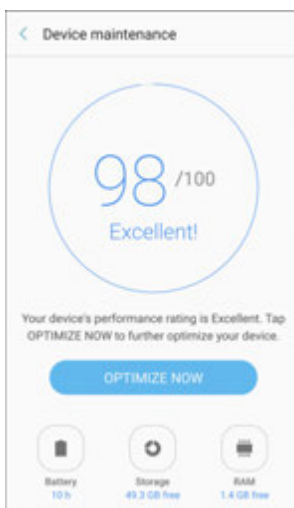 Device maintenance
98 /100
Excellent!
Your device's performance rating is Excellent. Tap
OPTIMIZE NOW to further optimize your device.
OPTIMIZE NOW
Battery Storage RAM
10 h 49.3 GB free 1.4 GB free